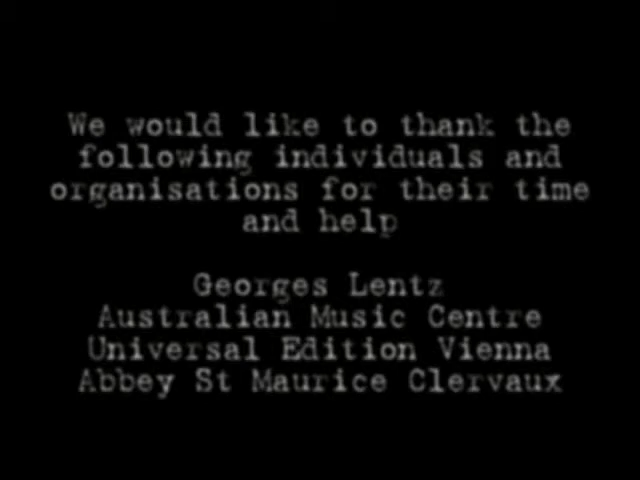 We would like to thank the
following individuals and
organisations for their time
and help
Georges Lentz
Australian Music Centre
Universal Edition Vienna
Abbey St Maurice Clervaux